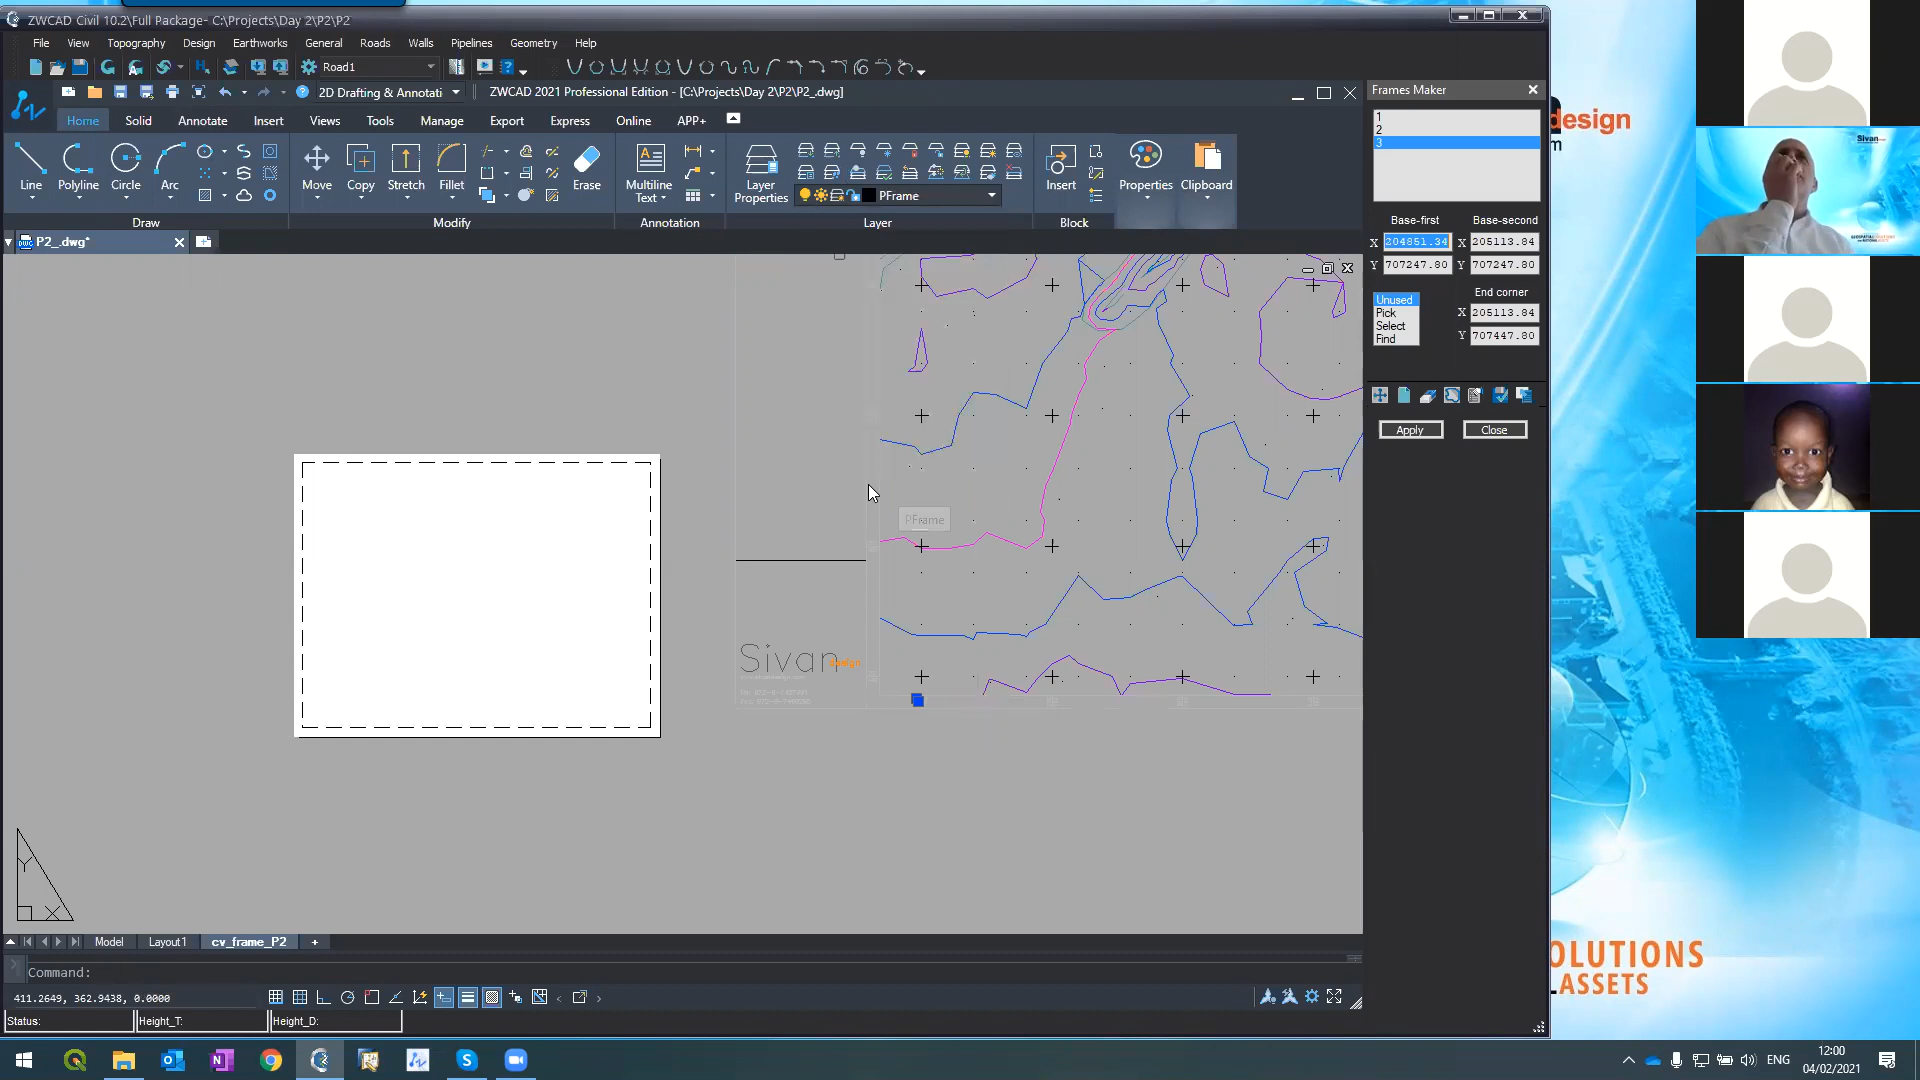 ZWCAD Civil 10.2\Full Package- C:\Projects\Day 2\P2\P2
File View Topography Design Earthworks General Roads Walls Pipelines Geometry Help
Road1
2D Drafting & Annotati
ZWCAD 2021 Professional Edition - [C:\Projects\Day 2\P2\P2_.dwg]
Home Solid Annotate Insert Views Tools Manage Export Express Online APP+
Line Polyline Circle Arc
Move Copy Stretch Fillet Erase
Multiline Text
Layer Properties
PFrame
Insert
Properties
Clipboard
Draw Modify Annotation Layer Block
P2_.dwg*
Frames Maker
1
2
3
Base-first Base-second
X 204851.34 X 205113.84
Y 707247.80 Y 707247.80
End corner
X 205113.84
Y 707447.80
Unused
Pick
Select
Find
Apply Close
PFrame
Sivan
design
Y
X
Model Layout1 cv_frame_P2 +
Command:
411.2649, 362.9438, 0.0000
Status: Height_T: Height_D:
design
m
Sivan
OLUTIONS
ASSETS
ENG
12:00
04/02/2021